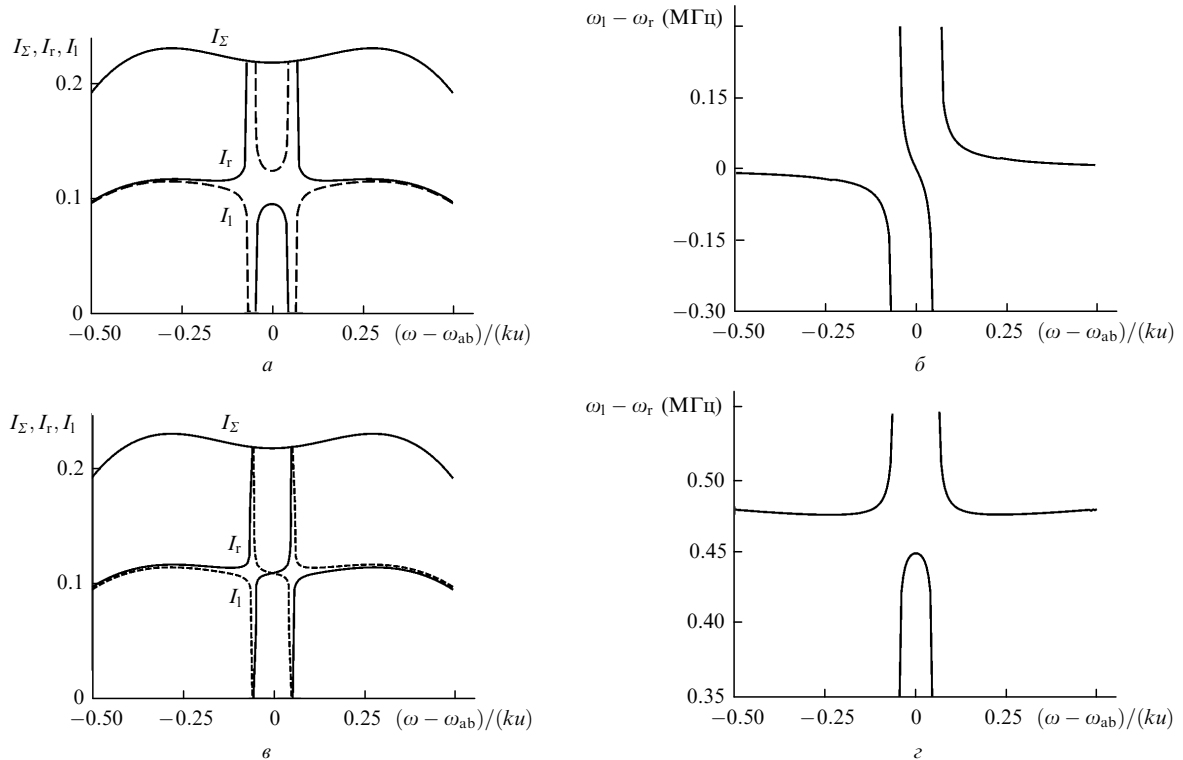 I_Σ, I_r, I_l
I_Σ
0.2
I_r
0.1
I_l
0
−0.50 −0.25 0 0.25 (ω − ω_ab)/(ku)
а
ω_l − ω_r (МГц)
0.15
0
−0.15
−0.30
−0.50 −0.25 0 0.25 (ω − ω_ab)/(ku)
б
I_Σ, I_r, I_l
I_Σ
0.2
I_r
0.1
I_l
0
−0.50 −0.25 0 0.25 (ω − ω_ab)/(ku)
в
ω_l − ω_r (МГц)
0.50
0.45
0.40
0.35
−0.50 −0.25 0 0.25 (ω − ω_ab)/(ku)
г